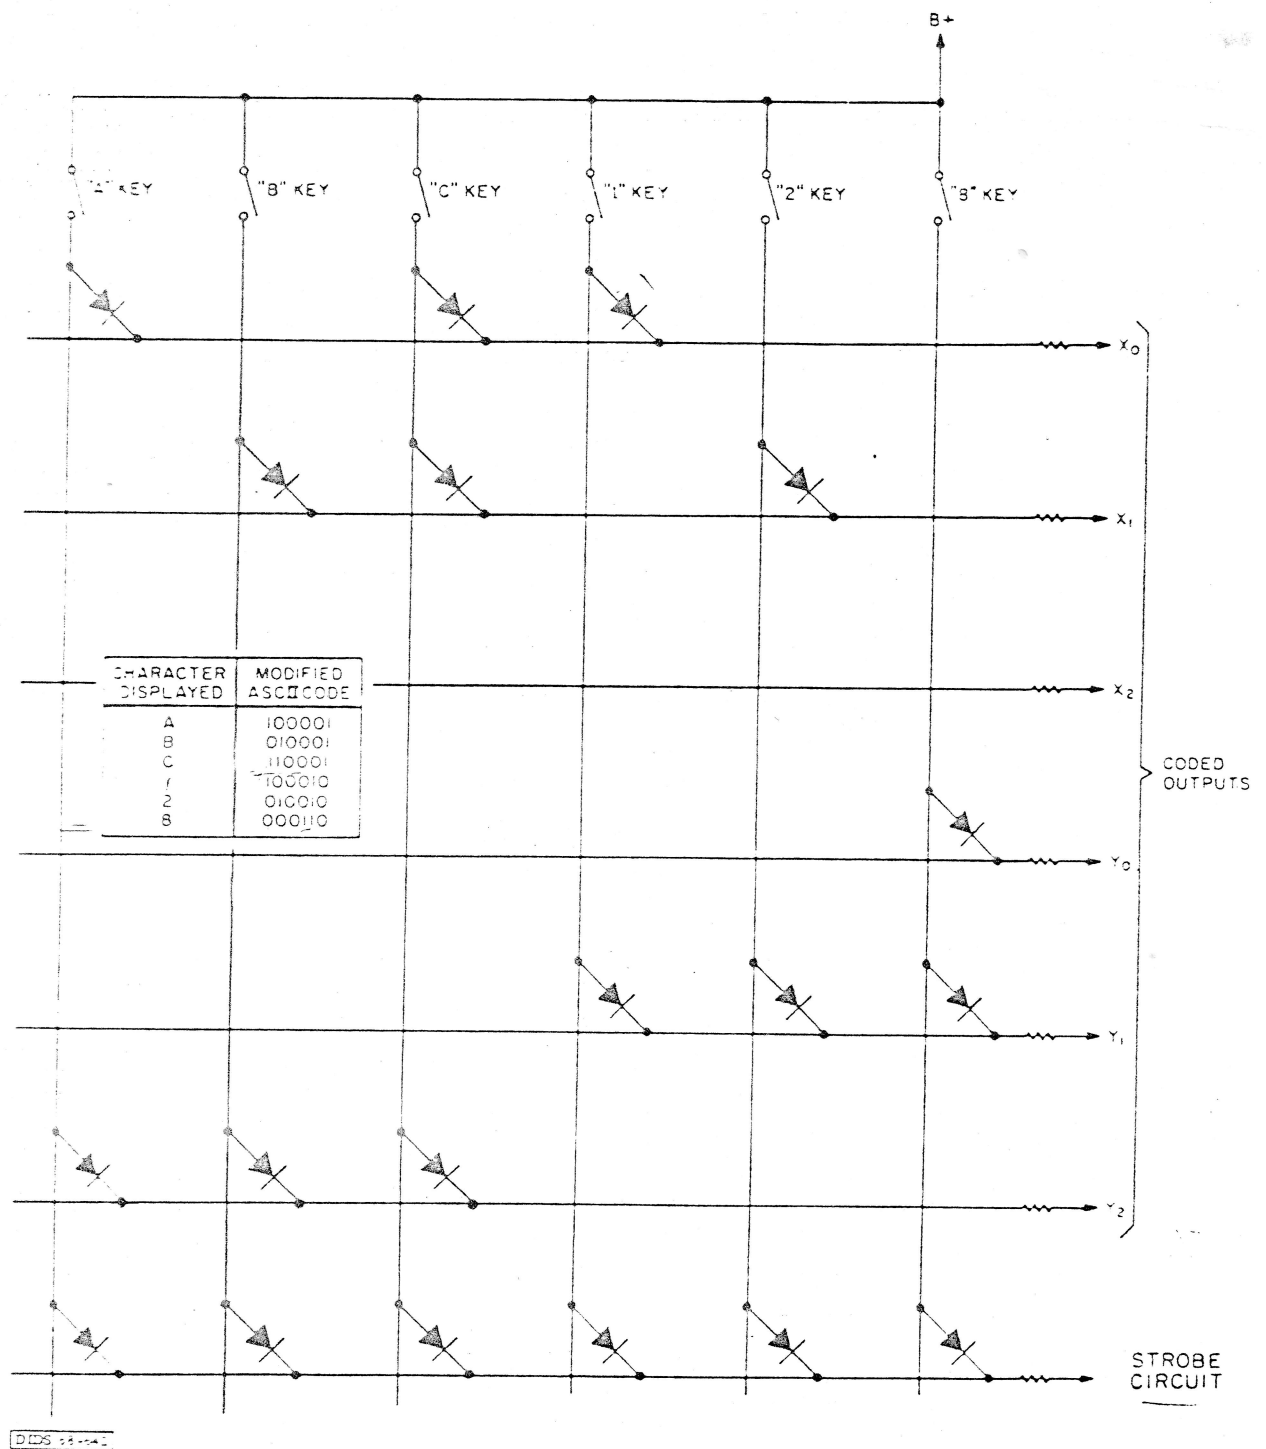 B+
"A" KEY
"B" KEY
"C" KEY
"1" KEY
"2" KEY
"8" KEY
X0
X1
X2
CHARACTER DISPLAYED
MODIFIED ASCII CODE
A 100001
B 010001
C 110001
1 100010
2 010010
8 000110
CODED
OUTPUTS
Y0
Y1
Y2
STROBE
CIRCUIT